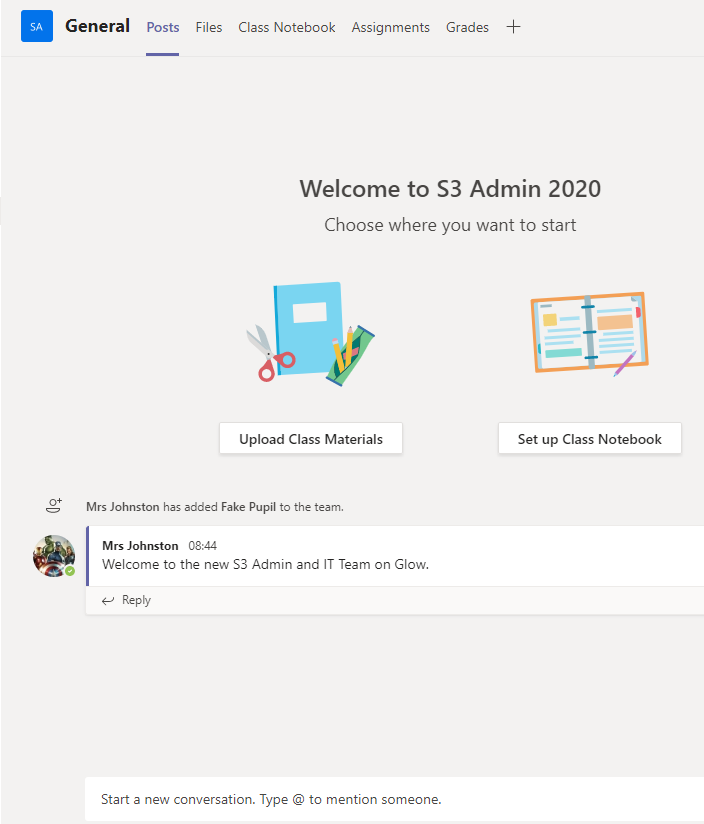 SA General Posts Files Class Notebook Assignments Grades
Welcome to S3 Admin 2020
Choose where you want to start
Upload Class Materials Set up Class Notebook
Mrs Johnston has added Fake Pupil to the team.
Mrs Johnston 08:44
Welcome to the new S3 Admin and IT Team on Glow.
Reply
Start a new conversation. Type @ to mention someone.